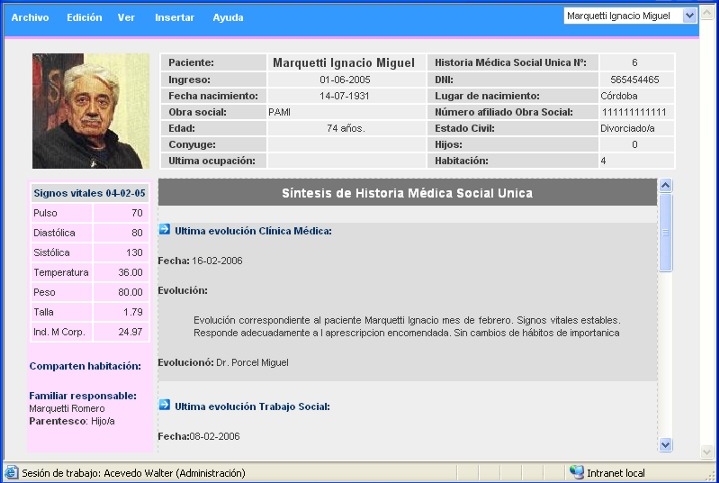 Archivo Edición Ver Insertar Ayuda Marquetti Ignacio Miguel
Paciente: Marquetti Ignacio Miguel Historia Médica Social Unica Nº: 6
Ingreso: 01-06-2005 DNI: 565454465
Fecha nacimiento: 14-07-1931 Lugar de nacimiento: Córdoba
Obra social: PAMI Número afiliado Obra Social: 111111111111
Edad: 74 años. Estado Civil: Divorciado/a
Conyuge: Hijos: 0
Ultima ocupación: Habitación: 4
Signos vitales 04-02-05
Pulso 70
Diastólica 80
Sistólica 130
Temperatura 36.00
Peso 80.00
Talla 1.79
Ind. M Corp. 24.97
Comparten habitación:
Familiar responsable:
Marquetti Romero
Parentesco: Hijo/a
Síntesis de Historia Médica Social Unica
Ultima evolución Clínica Médica:
Fecha: 16-02-2006
Evolución:
Evolución correspondiente al paciente Marquetti Ignacio mes de febrero. Signos vitales estables.
Responde adecuadamente a l aprescripcion encomendada. Sin cambios de hábitos de importanica
Evolucionó: Dr. Porcel Miguel
Ultima evolución Trabajo Social:
Fecha:08-02-2006
Sesión de trabajo: Acevedo Walter (Administración) Intranet local